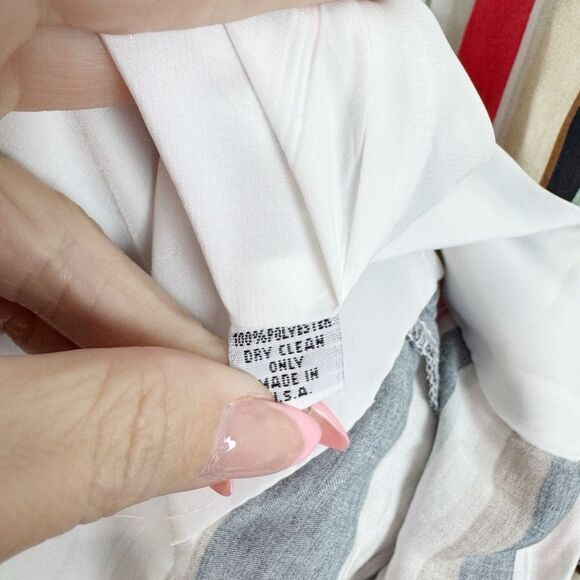 100% POLYESTER
DRY CLEAN
ONLY
MADE IN
U.S.A.